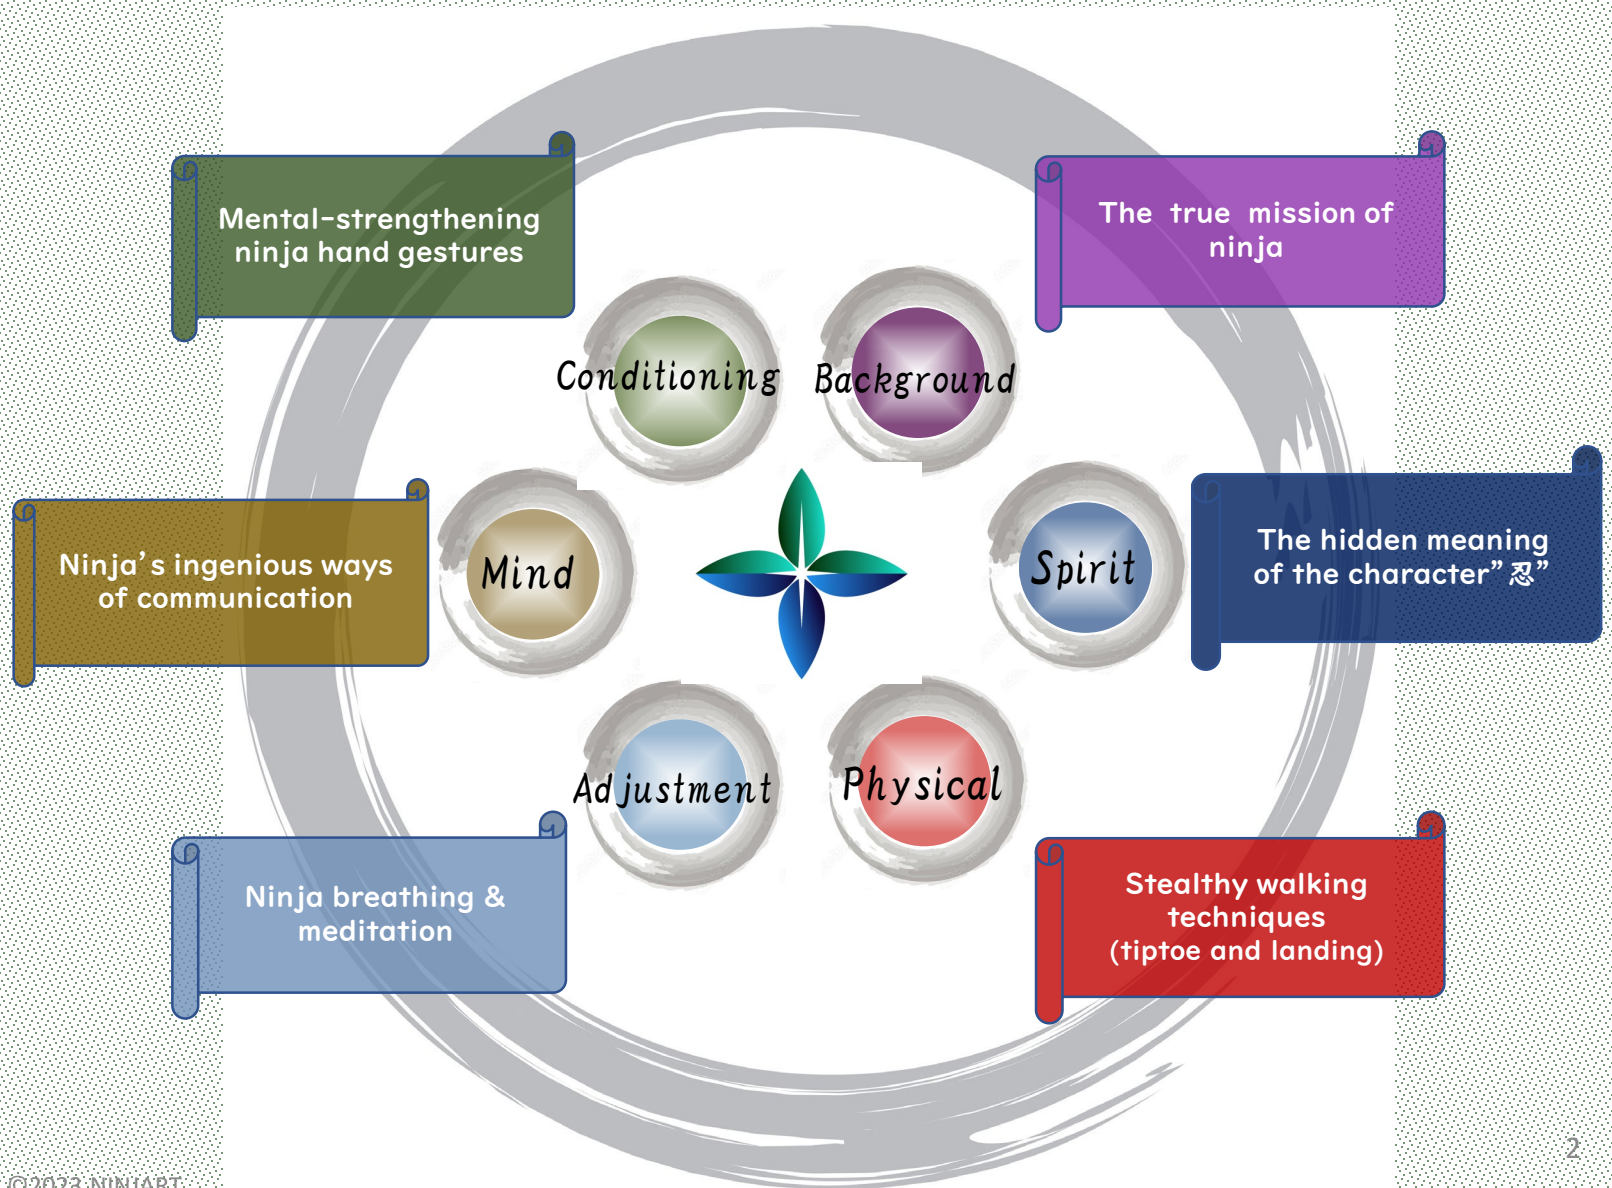 Mental-strengthening
ninja hand gestures
The true mission of
ninja
Conditioning
Background
Ninja's ingenious ways
of communication
Mind
Spirit
The hidden meaning
of the character”忍”
Adjustment
Physical
Ninja breathing &
meditation
Stealthy walking
techniques
(tiptoe and landing)
2
©2023 NINJART